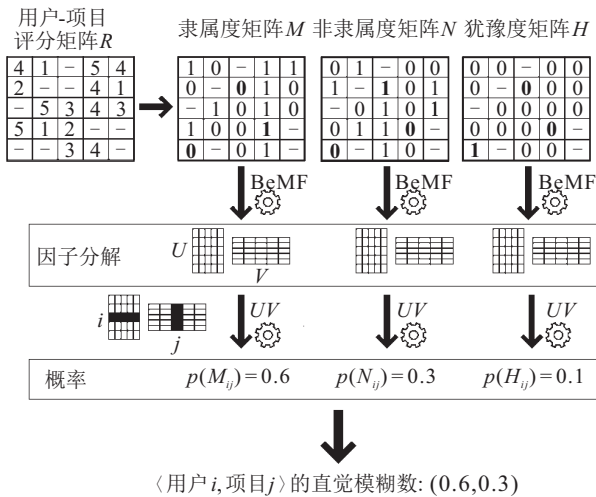 用户-项目
评分矩阵R
隶属度矩阵M 非隶属度矩阵N 犹豫度矩阵H
4 1 – 5 4
2 – – 4 1
– 5 3 4 3
5 1 2 – –
– – 3 4 –
1 0 – 1 1
0 – 0 1 0
– 1 0 1 0
1 0 0 1 –
0 – 0 1 –
0 1 – 0 0
1 – 1 0 1
– 0 1 0 1
0 1 1 0 –
0 – 1 0 –
0 0 – 0 0
0 – 0 0 0
– 0 0 0 0
0 0 0 0 –
1 – 0 0 –
BeMF BeMF BeMF
因子分解
U
V
i
j
UV UV UV
概率
p(Mij)=0.6 p(Nij)=0.3 p(Hij)=0.1
〈用户i,项目j〉的直觉模糊数: (0.6,0.3)